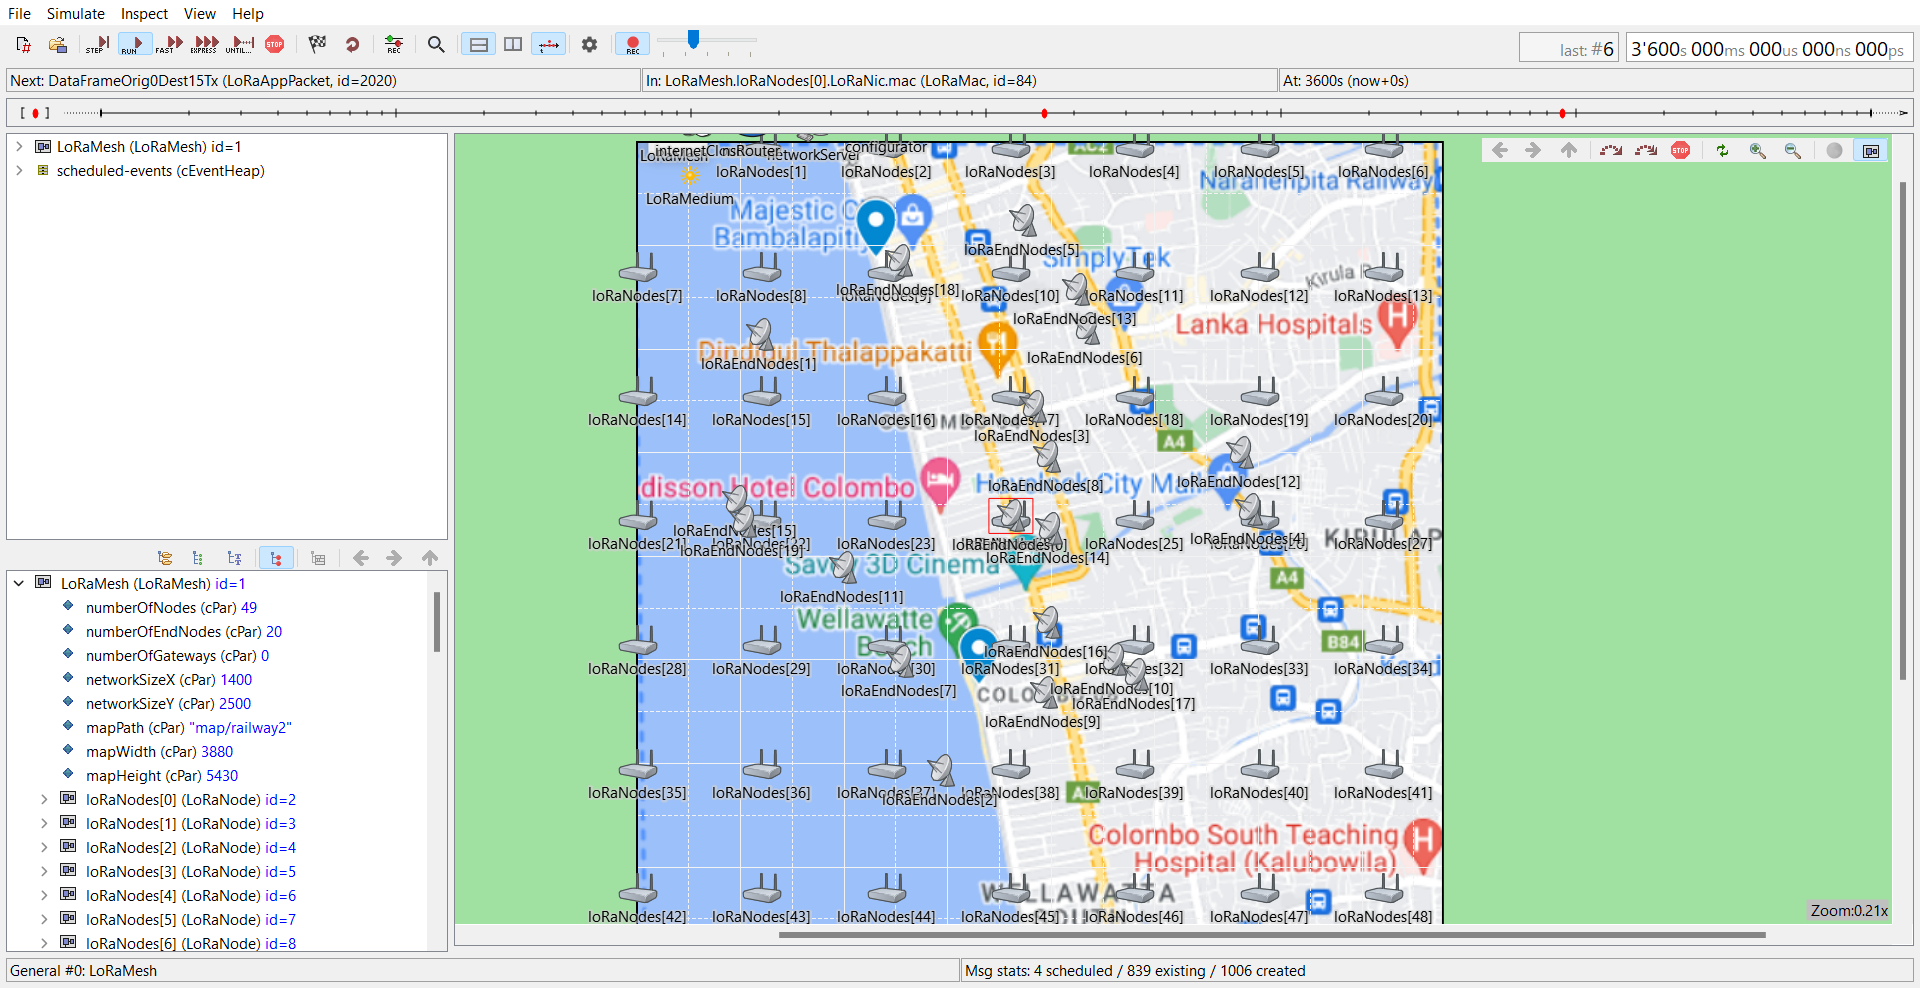 File Simulate Inspect View Help
STEP RUN FAST EXPRESS UNTIL... STOP REC REC
last: #6 3'600s 000ms 000us 000ns 000ps
Next: DataFrameOrig0Dest15Tx (LoRaAppPacket, id=2020) In: LoRaMesh.loRaNodes[0].LoRaNic.mac (LoRaMac, id=84) At: 3600s (now+0s)
LoRaMesh (LoRaMesh) id=1
scheduled-events (cEventHeap)
LoRaMesh (LoRaMesh) id=1
numberOfNodes (cPar) 49
numberOfEndNodes (cPar) 20
numberOfGateways (cPar) 0
networkSizeX (cPar) 1400
networkSizeY (cPar) 2500
mapPath (cPar) "map/railway2"
mapWidth (cPar) 3880
mapHeight (cPar) 5430
loRaNodes[0] (LoRaNode) id=2
loRaNodes[1] (LoRaNode) id=3
loRaNodes[2] (LoRaNode) id=4
loRaNodes[3] (LoRaNode) id=5
loRaNodes[4] (LoRaNode) id=6
loRaNodes[5] (LoRaNode) id=7
loRaNodes[6] (LoRaNode) id=8
configurator
networkServer
LoRaMesh
loRaNodes[1] loRaNodes[2] loRaNodes[3] loRaNodes[4] loRaNodes[5] loRaNodes[6]
Narahenpita Railway
LoRaMedium
Majestic
Bambalapiti
loRaEndNodes[5]
SimplyTek
Kirula
loRaEndNodes[18]
loRaNodes[7] loRaNodes[8] loRaNodes[9] loRaNodes[10] loRaNodes[11] loRaNodes[12] loRaNodes[13]
loRaEndNodes[13]
Lanka Hospitals
Dindigul Thalappakatti
loRaEndNodes[6]
loRaEndNodes[1]
loRaNodes[14] loRaNodes[15] loRaNodes[16] loRaNodes[17] loRaNodes[18] loRaNodes[19] loRaNodes[20]
loRaEndNodes[3]
A4
disson Hotel Colombo
Havelock City Mall
loRaEndNodes[8]
loRaEndNodes[12]
loRaEndNodes[15]
loRaNodes[21] loRaNodes[22] loRaNodes[23] loRaEndNodes[0] loRaNodes[25] loRaEndNodes[4] loRaNodes[27]
loRaEndNodes[19]
loRaEndNodes[14]
Savoy 3D Cinema
A4
loRaEndNodes[11]
Wellawatte
Beach
B84
loRaEndNodes[16]
loRaNodes[28] loRaNodes[29] loRaNodes[30] loRaNodes[31] loRaNodes[32] loRaNodes[33] loRaNodes[34]
loRaEndNodes[7]
loRaEndNodes[10]
loRaEndNodes[17]
loRaEndNodes[9]
loRaNodes[35] loRaNodes[36] loRaNodes[37] loRaNodes[38] loRaNodes[39] loRaNodes[40] loRaNodes[41]
loRaEndNodes[2]
Colombo South Teaching
Hospital (Kalubowila)
WELLAWATTA
loRaNodes[42] loRaNodes[43] loRaNodes[44] loRaNodes[45] loRaNodes[46] loRaNodes[47] loRaNodes[48]
Zoom:0.21x
General #0: LoRaMesh Msg stats: 4 scheduled / 839 existing / 1006 created